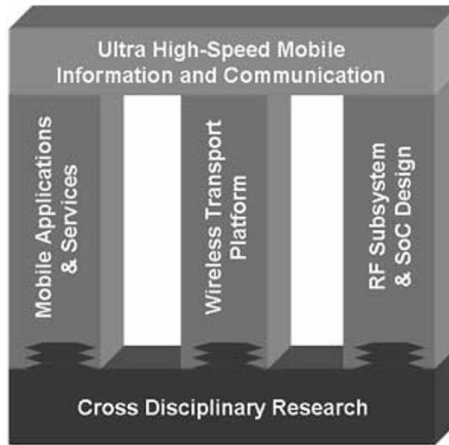 Ultra High-Speed Mobile
Information and Communication
Mobile Applications
& Services
Wireless Transport
Platform
RF Subsystem
& SoC Design
Cross Disciplinary Research